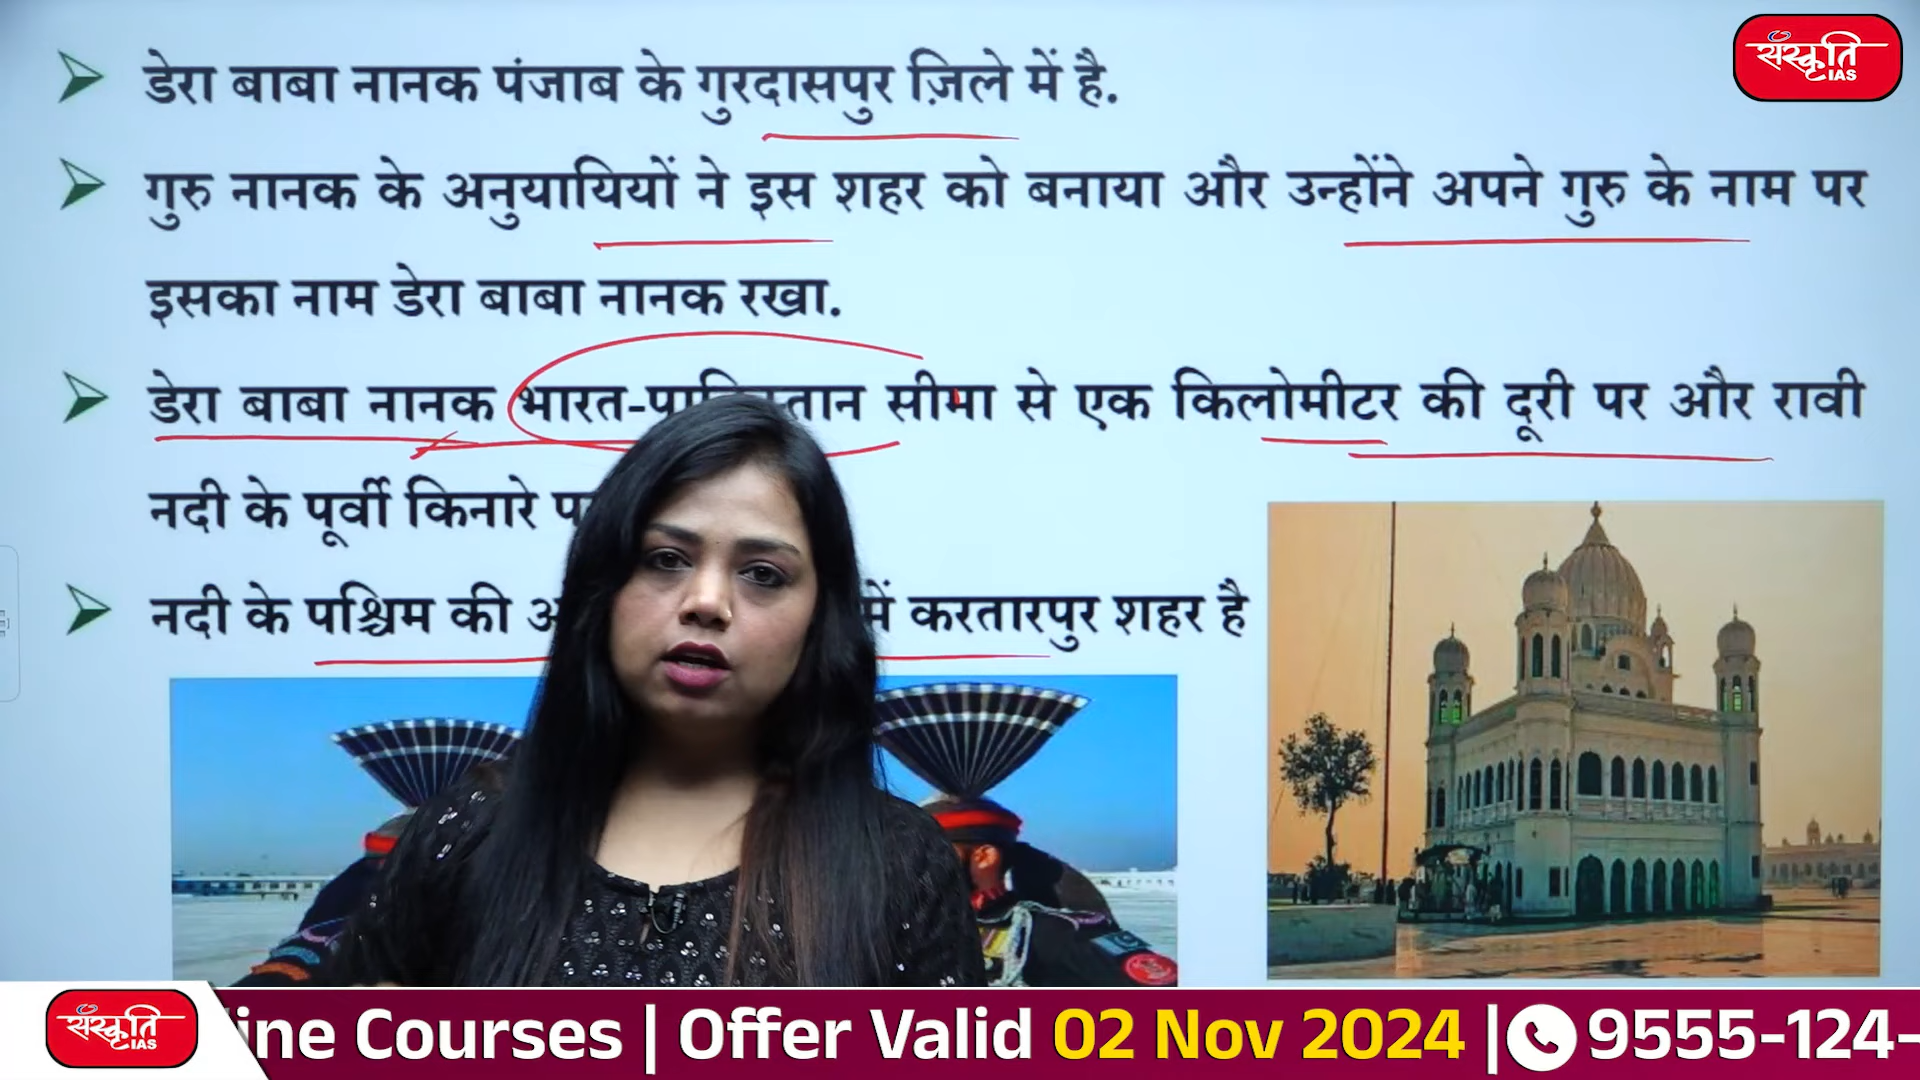 संस्कृति
IAS
डेरा बाबा नानक पंजाब के गुरदासपुर ज़िले में है.
गुरु नानक के अनुयायियों ने इस शहर को बनाया और उन्होंने अपने गुरु के नाम पर
इसका नाम डेरा बाबा नानक रखा.
डेरा बाबा नानक भारत-पाकिस्तान सीमा से एक किलोमीटर की दूरी पर और रावी
नदी के पूर्वी किनारे
नदी के पश्चिम की में करतारपुर शहर है
संस्कृति
IAS
line Courses | Offer Valid 02 Nov 2024 | 9555-124-